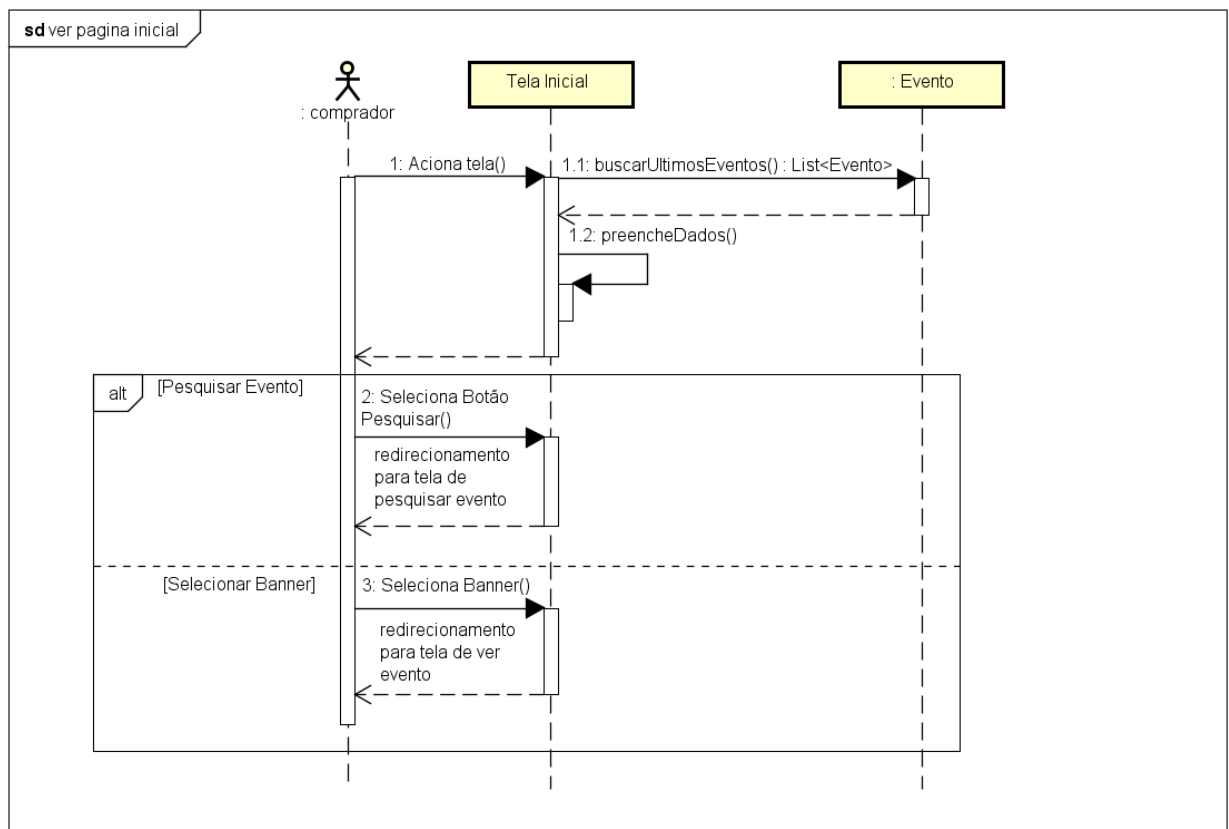 sd ver pagina inicial
: comprador
Tela Inicial
: Evento
1: Aciona tela()
1.1: buscarUltimosEventos() : List<Evento>
1.2: preencheDados()
alt
[Pesquisar Evento]
2: Seleciona Botão
Pesquisar()
redirecionamento
para tela de
pesquisar evento
[Selecionar Banner]
3: Seleciona Banner()
redirecionamento
para tela de ver
evento